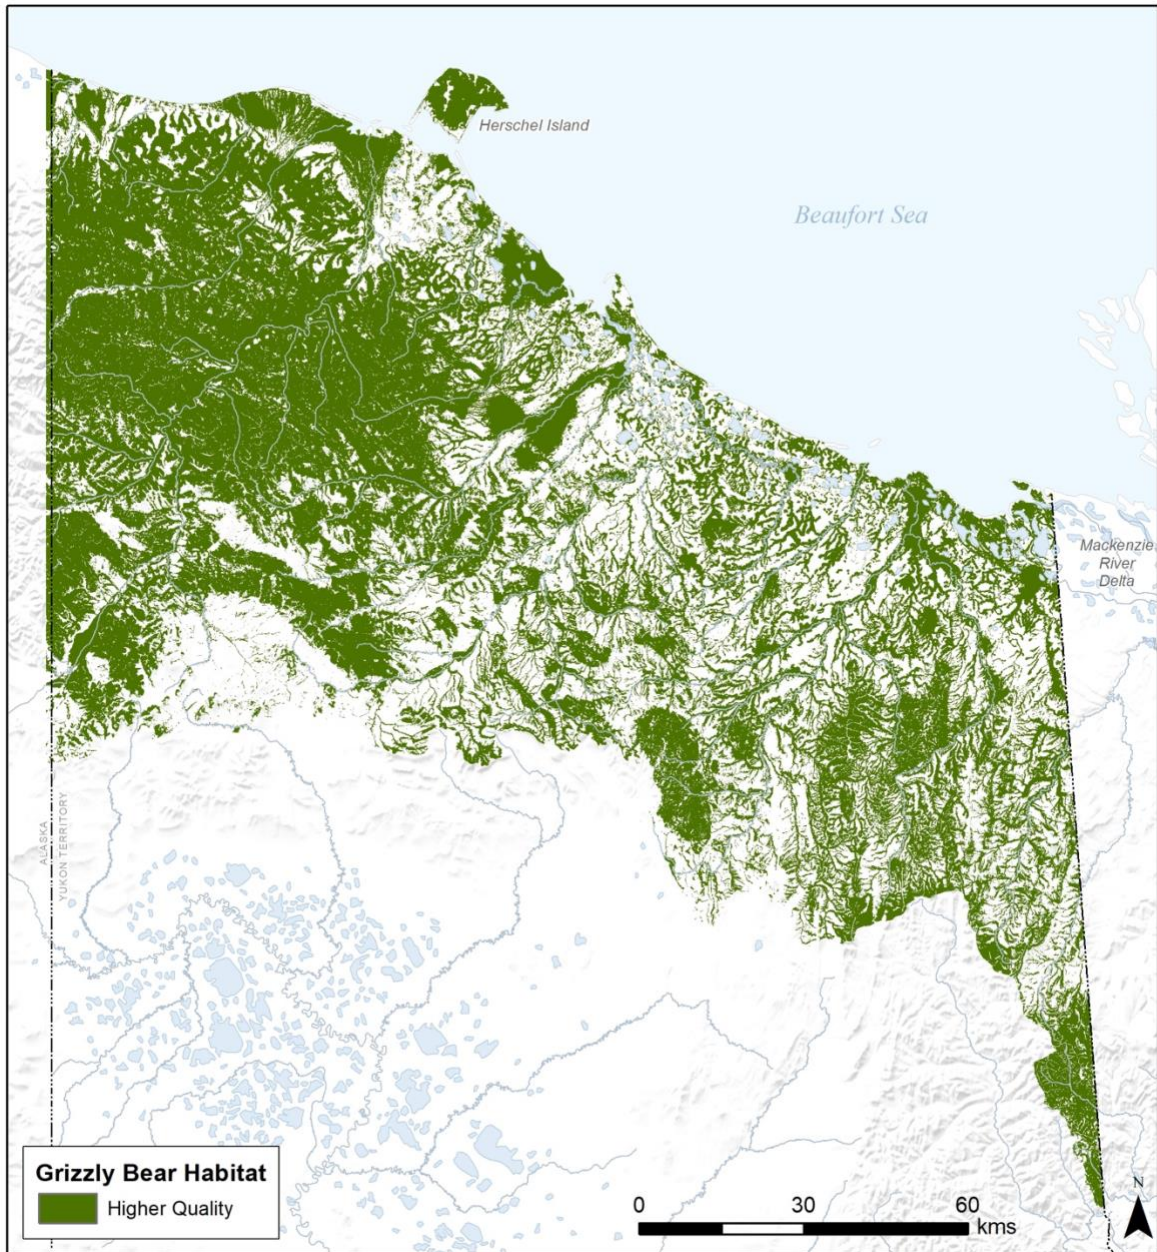 Herschel Island
Beaufort Sea
Mackenzie
River
Delta
ALASKA
YUKON TERRITORY
Grizzly Bear Habitat
Higher Quality
0 30 60
kms
N